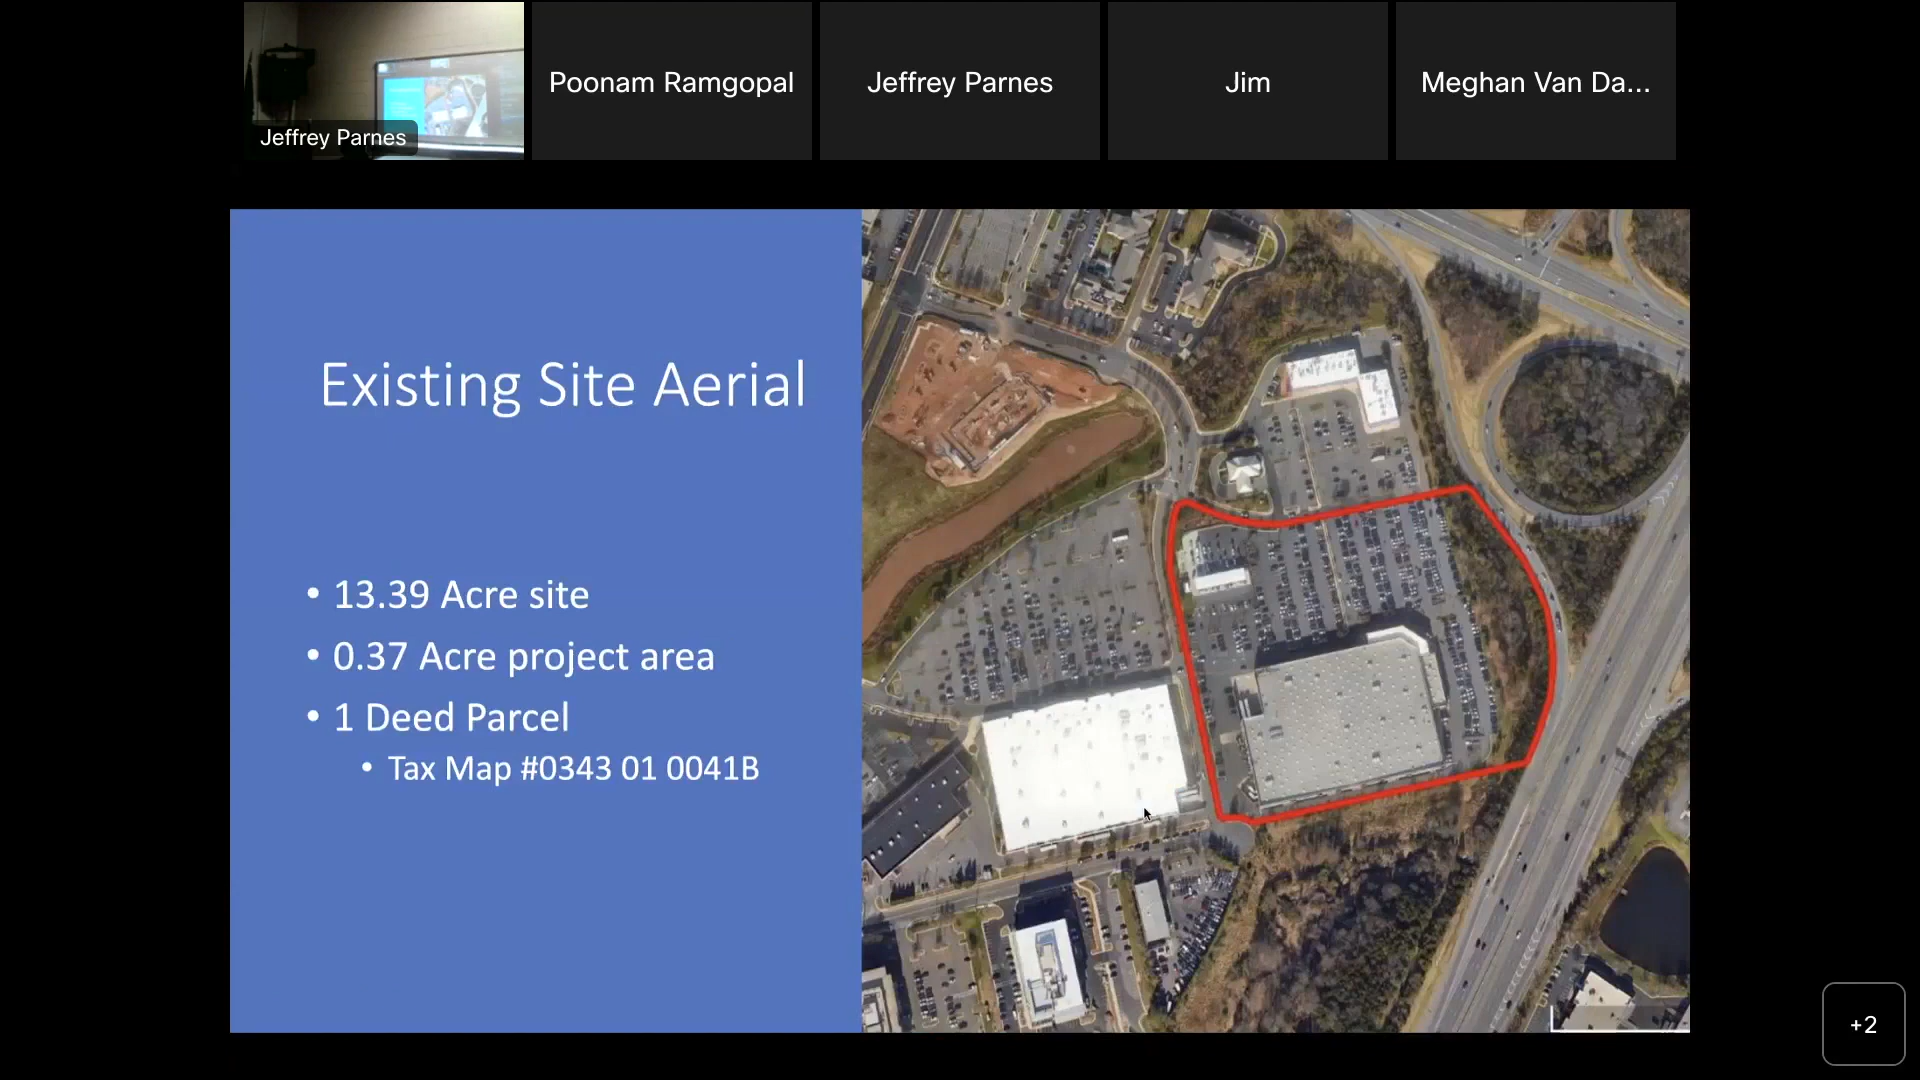 Jeffrey Parnes
Poonam Ramgopal
Jeffrey Parnes
Jim
Meghan Van Da...
Existing Site Aerial
• 13.39 Acre site
• 0.37 Acre project area
• 1 Deed Parcel
• Tax Map #0343 01 0041B
+2